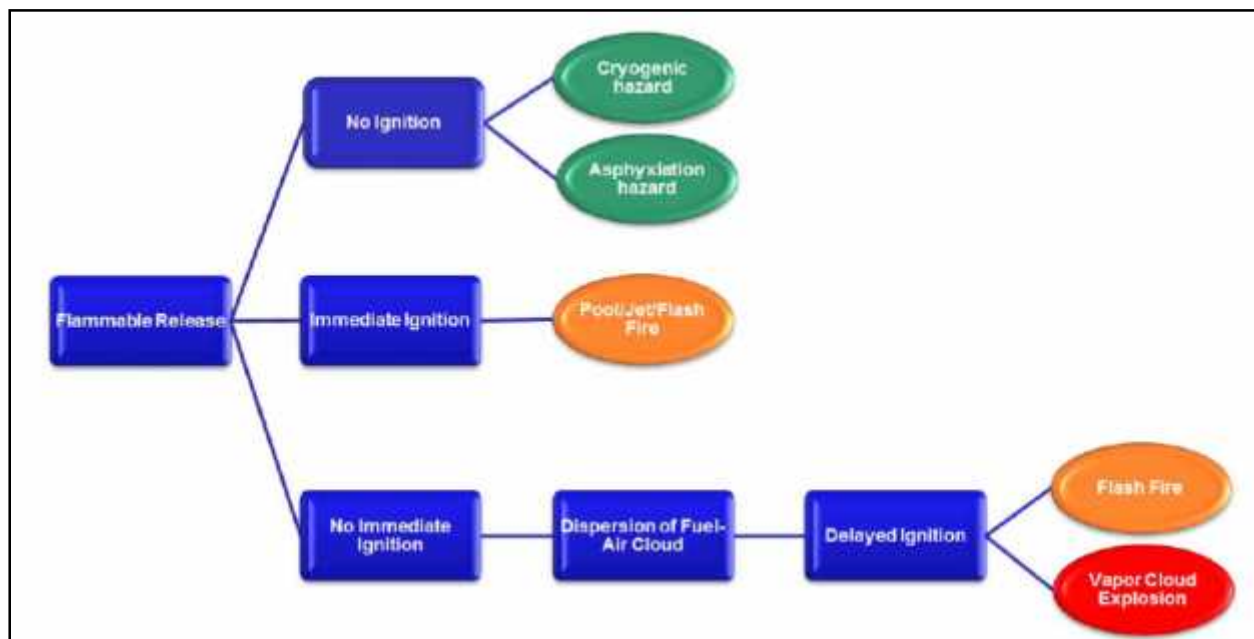 Cryogenic
hazard
No Ignition
Asphyxiation
hazard
Flammable Release
Immediate Ignition
Pool/Jet/Flash
Fire
No Immediate
Ignition
Dispersion of Fuel-
Air Cloud
Delayed Ignition
Flash Fire
Vapor Cloud
Explosion